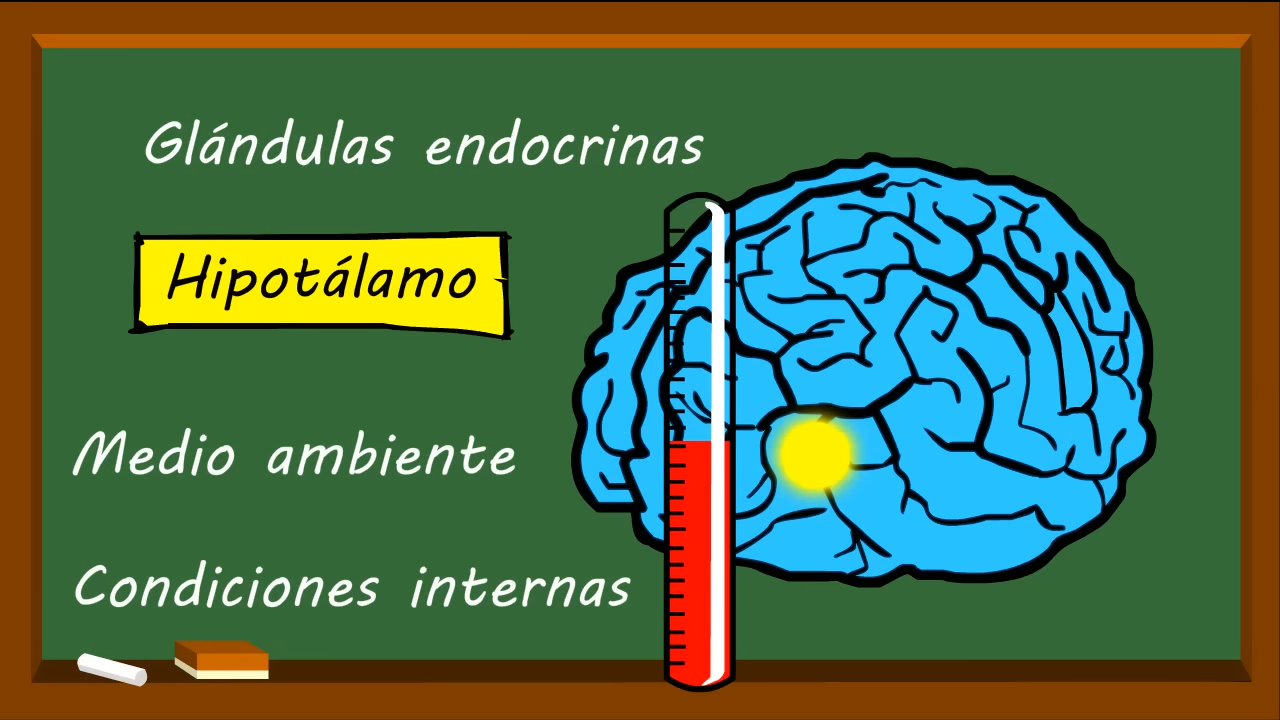 Glándulas endocrinas
Hipotálamo
Medio ambiente
Condiciones internas